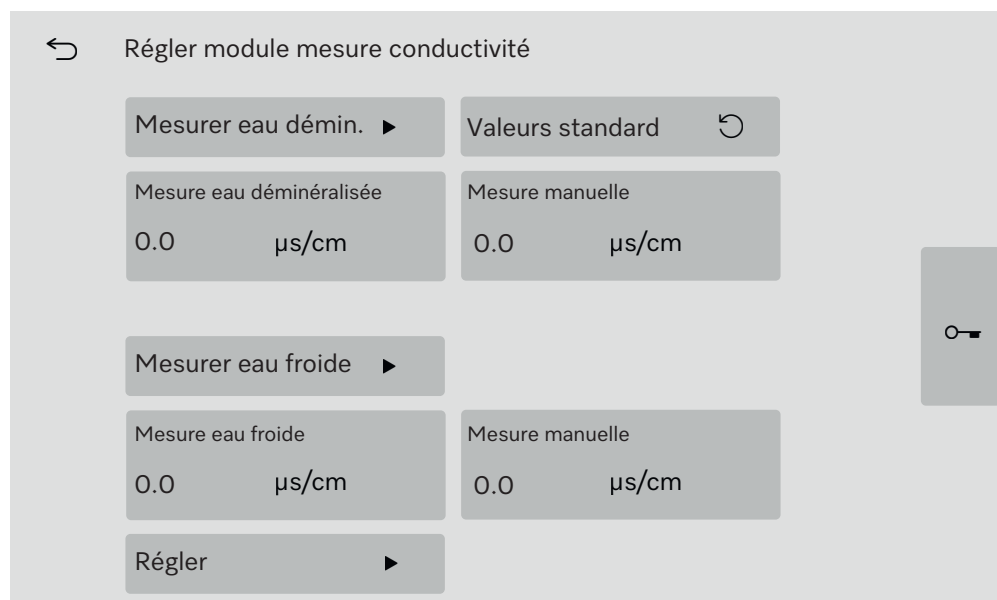 Régler module mesure conductivité
Mesurer eau démin.
Valeurs standard
Mesure eau déminéralisée
0.0 µs/cm
Mesure manuelle
0.0 µs/cm
Mesurer eau froide
Mesure eau froide
0.0 µs/cm
Mesure manuelle
0.0 µs/cm
Régler